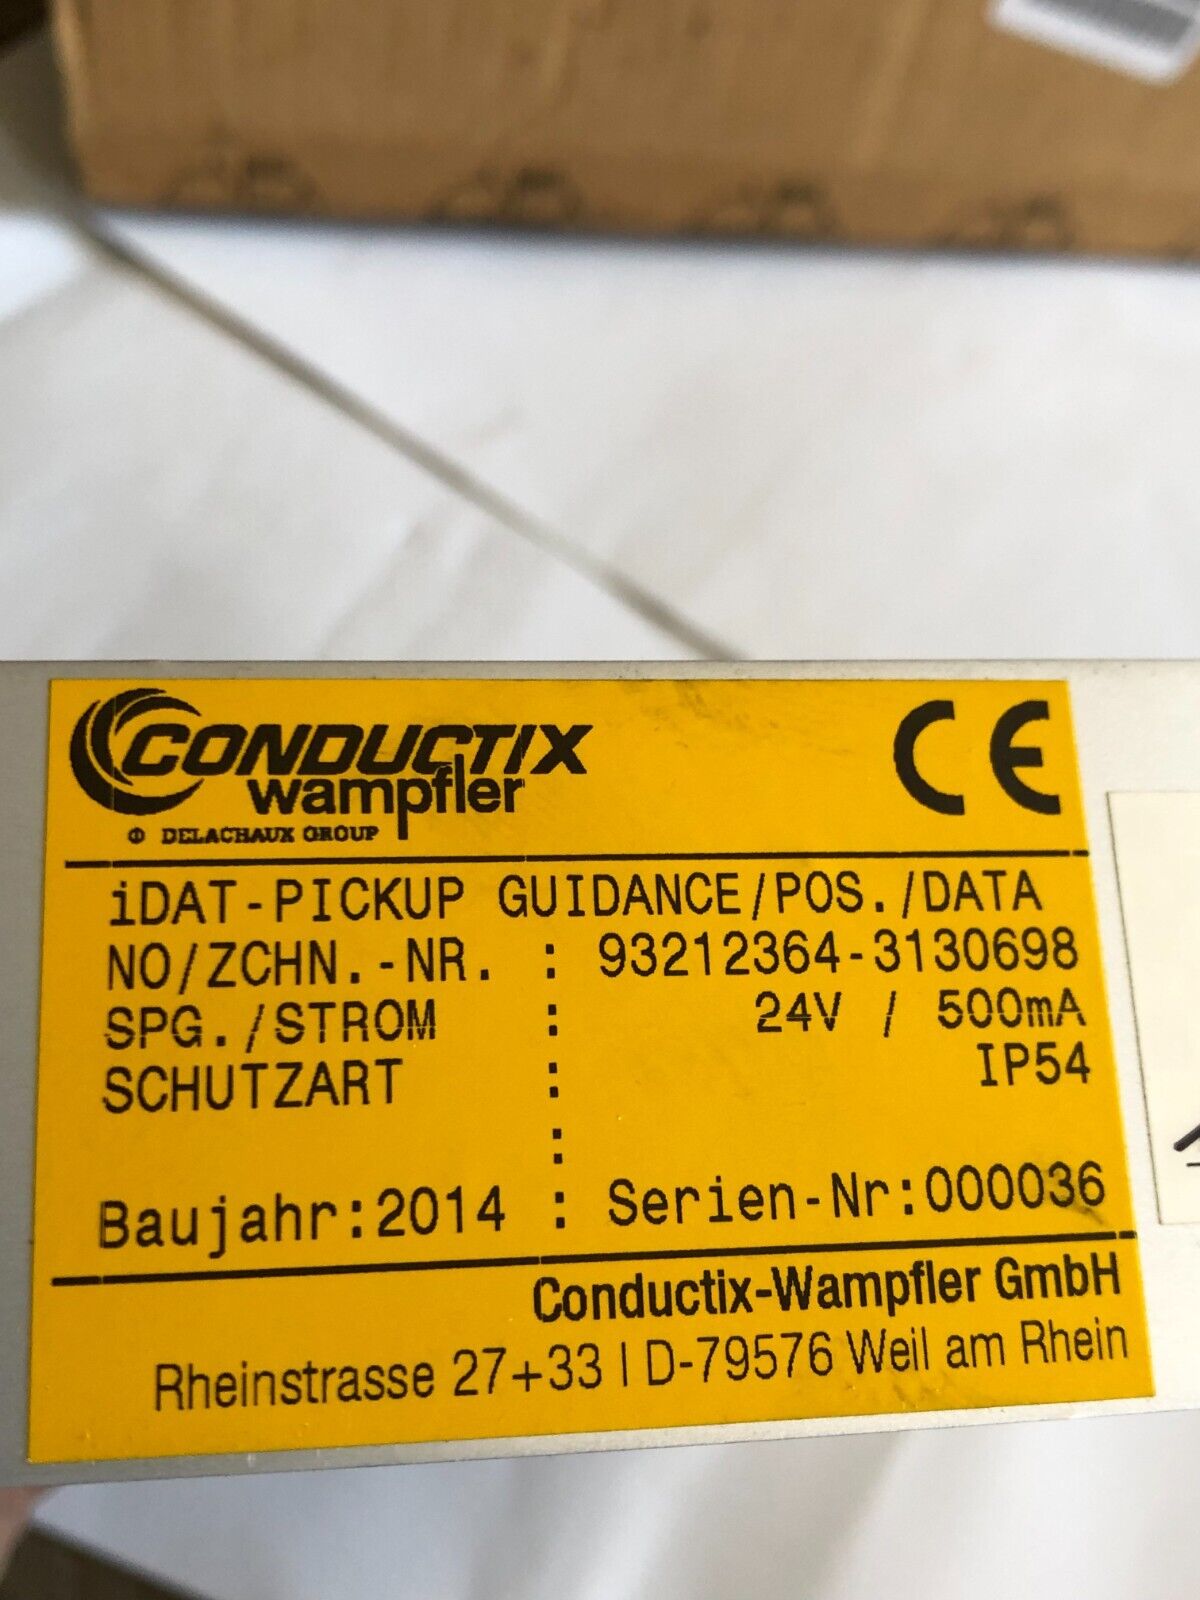 CONDUCTIX
wampfler
DELACHAUX GROUP
CE
iDAT-PICKUP GUIDANCE/POS./DATA
NO/ZCHN.-NR. : 93212364-3130698
SPG./STROM : 24V / 500mA
SCHUTZART : IP54
:
Baujahr:2014 : Serien-Nr:000036
Conductix-Wampfler GmbH
Rheinstrasse 27+33 | D-79576 Weil am Rhein